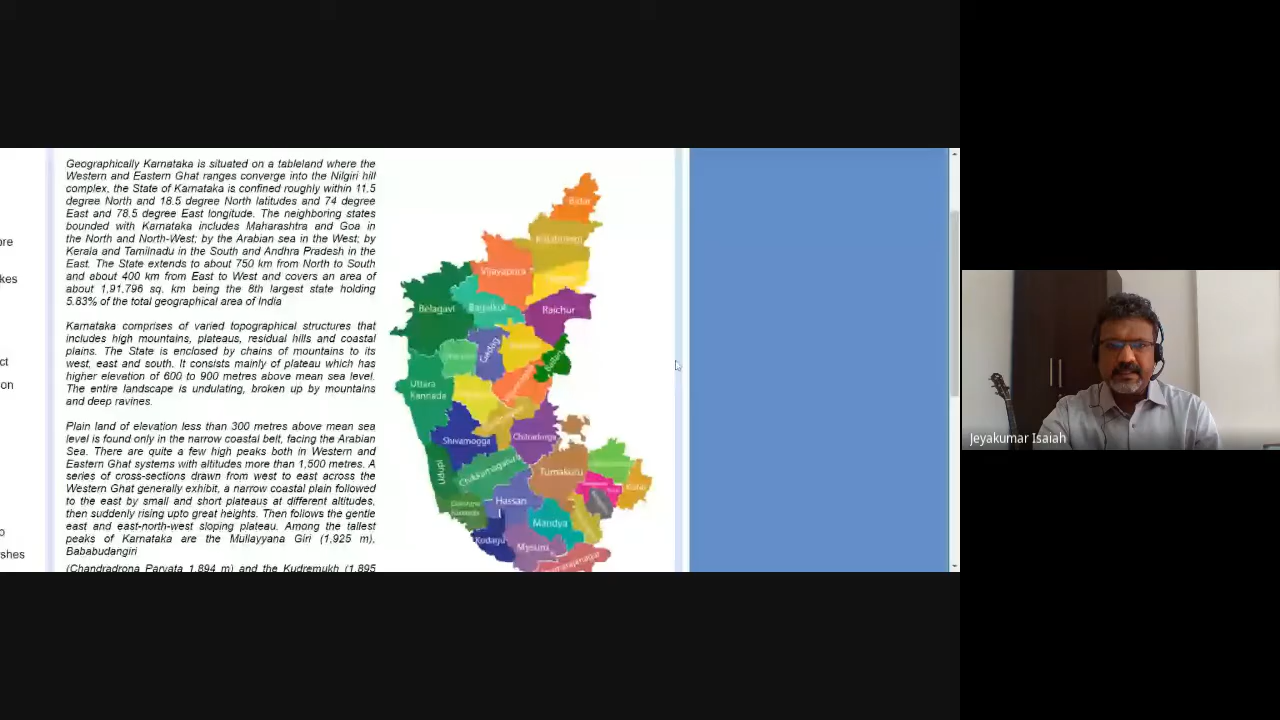 ore
kes
ct
on
o
shes
Geographically Karnataka is situated on a tableland where the
Western and Eastern Ghat ranges converge into the Nilgiri hill
complex, the State of Karnataka is confined roughly within 11.5
degree North and 18.5 degree North latitudes and 74 degree
East and 78.5 degree East longitude. The neighboring states
bounded with Karnataka includes Maharashtra and Goa in
the North and North-West; by the Arabian sea in the West; by
Kerala and Tamilnadu in the South and Andhra Pradesh in the
East. The State extends to about 750 km from North to South
and about 400 km from East to West and covers an area of
about 1,91,796 sq. km being the 8th largest state holding
5.83% of the total geographical area of India
Karnataka comprises of varied topographical structures that
includes high mountains, plateaus, residual hills and coastal
plains. The State is enclosed by chains of mountains to its
west, east and south. It consists mainly of plateau which has
higher elevation of 600 to 900 metres above mean sea level.
The entire landscape is undulating, broken up by mountains
and deep ravines.
Plain land of elevation less than 300 metres above mean sea
level is found only in the narrow coastal belt, facing the Arabian
Sea. There are quite a few high peaks both in Western and
Eastern Ghat systems with altitudes more than 1,500 metres. A
series of cross-sections drawn from west to east across the
Western Ghat generally exhibit, a narrow coastal plain followed
to the east by small and short plateaus at different altitudes,
then suddenly rising upto great heights. Then follows the gentle
east and east-north-west sloping plateau. Among the tallest
peaks of Karnataka are the Mullayyana Giri (1,925 m),
Bababudangiri
(Chandradrona Parvata 1,894 m) and the Kudremukh (1,895
Bidar
Kalaburagi
Vijayapura
Belagavi
Bagalkot
Raichur
Gadag
Uttara
Kannada
Shivamogga
Chitradurga
Udupi
Chikkamagaluru
Tumakuru
Hassan
Mandya
Kodagu
Mysuru
Jeyakumar Isaiah